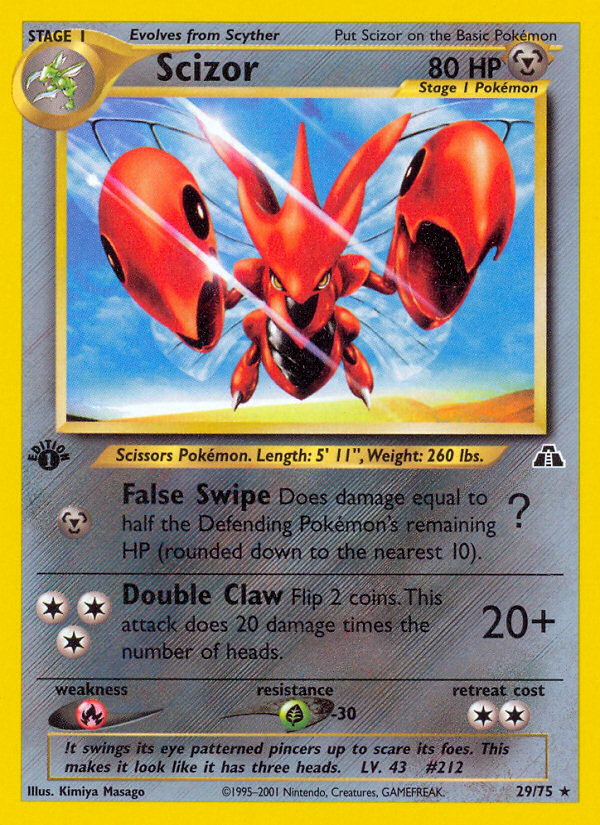 STAGE 1 Evolves from Scyther Put Scizor on the Basic Pokémon
Scizor 80 HP
Stage 1 Pokémon
EDITION
1
Scissors Pokémon. Length: 5' 11", Weight: 260 lbs.
False Swipe Does damage equal to
half the Defending Pokémon's remaining
HP (rounded down to the nearest 10).
?
Double Claw Flip 2 coins. This
attack does 20 damage times the
number of heads.
20+
weakness resistance retreat cost
-30
It swings its eye patterned pincers up to scare its foes. This
makes it look like it has three heads. LV. 43 #212
Illus. Kimiya Masago ©1995-2001 Nintendo, Creatures, GAMEFREAK. 29/75 ★